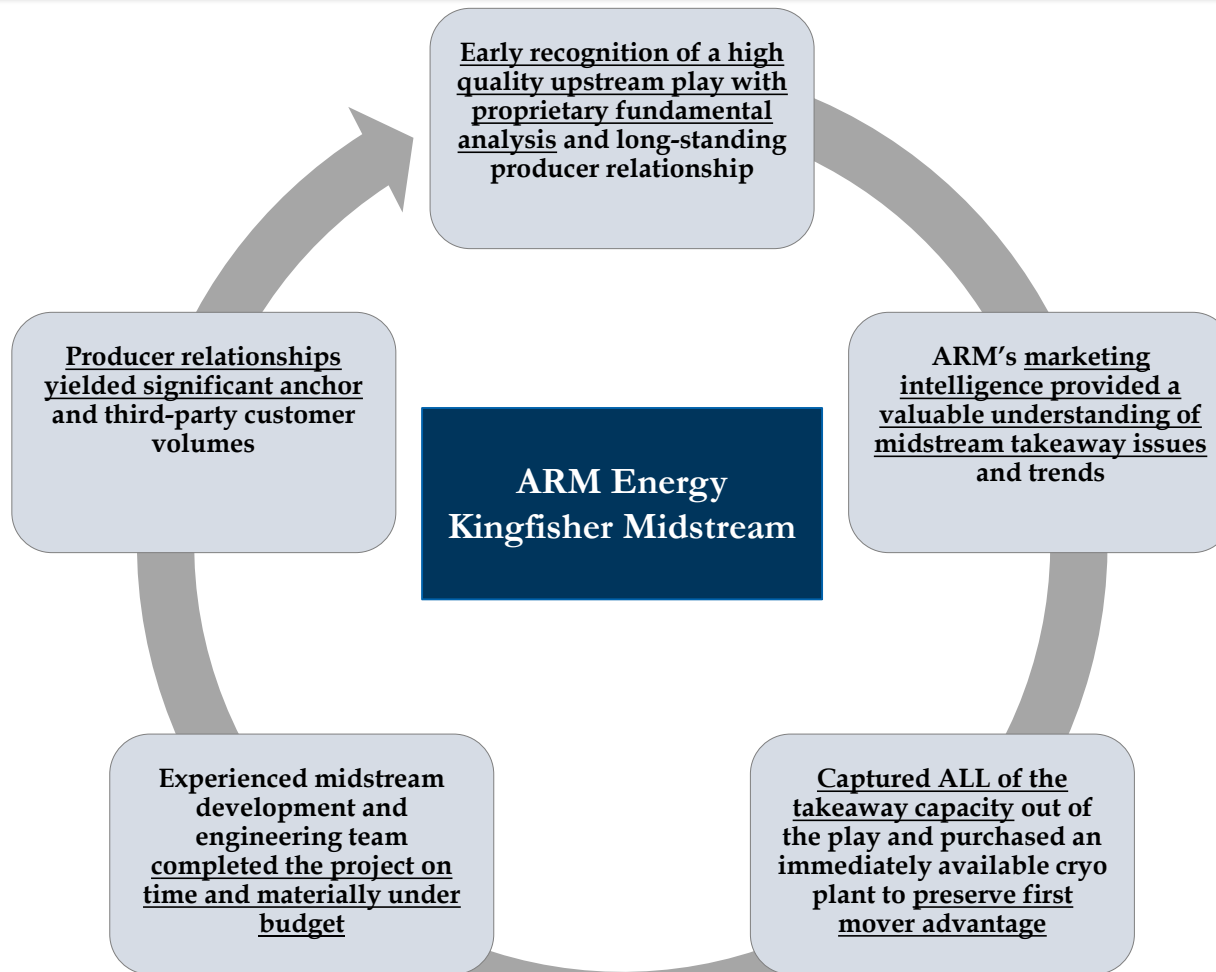 Early recognition of a high
quality upstream play with
proprietary fundamental
analysis and long-standing
producer relationship
ARM's marketing
intelligence provided a
valuable understanding of
midstream takeaway issues
and trends
Captured ALL of the
takeaway capacity out of
the play and purchased an
immediately available cryo
plant to preserve first
mover advantage
Experienced midstream
development and
engineering team
completed the project on
time and materially under
budget
Producer relationships
yielded significant anchor
and third-party customer
volumes
ARM Energy
Kingfisher Midstream